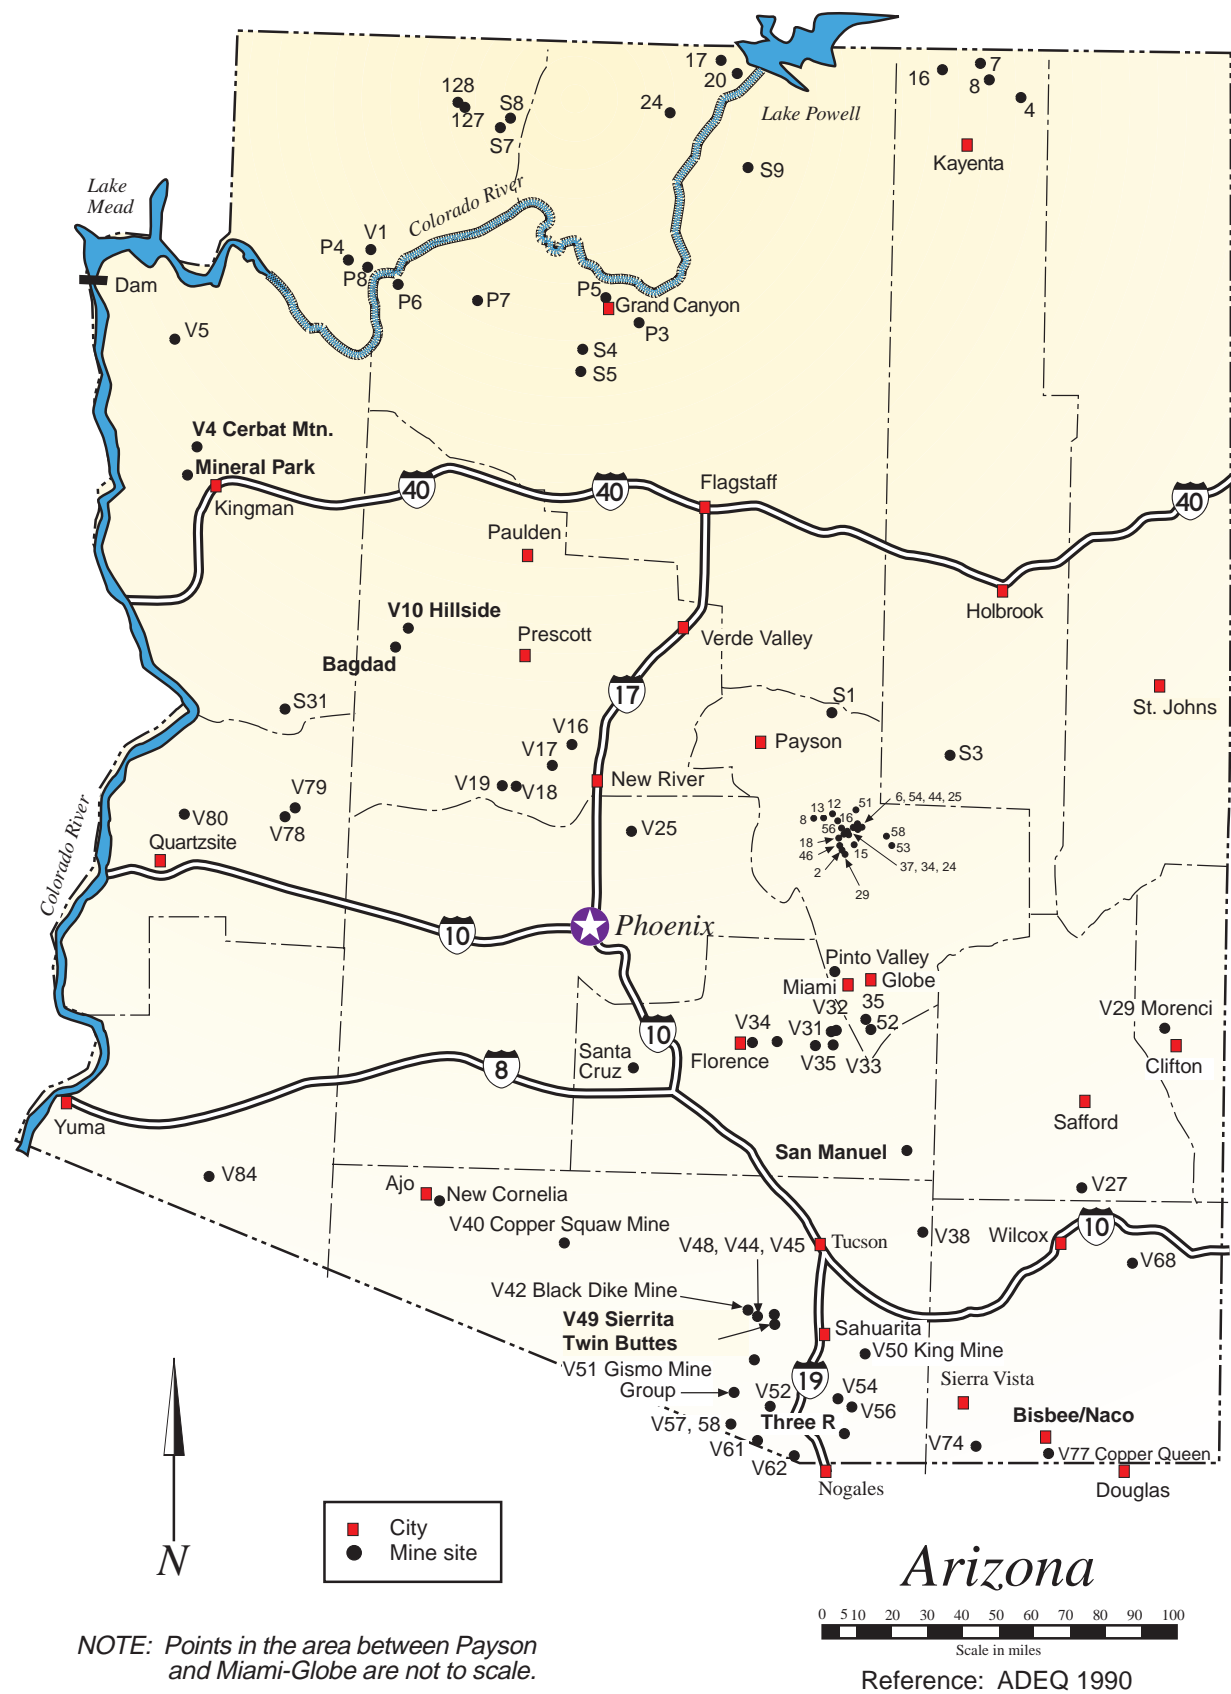 17
20
Lake Powell
16
7
8
4
128
127
S8
S7
24
S9
Kayenta
Lake
Mead
Colorado River
P4
V1
P8
P6
P7
P5
Grand Canyon
P3
Dam
V5
S4
S5
V4 Cerbat Mtn.
Mineral Park
Kingman
40
40
Flagstaff
40
Paulden
Holbrook
V10 Hillside
Bagdad
Prescott
Verde Valley
17
S31
S1
St. Johns
Payson
S3
V16
V17
V19
V18
New River
V79
V78
V80
Quartzsite
Colorado River
V25
6, 54, 44, 25
51
12
13
8
16
56
18
46
2
15
58
53
37, 34, 24
29
10
Phoenix
Pinto Valley
Globe
Miami
35
V32
52
V31
V34
Florence
V35
V33
V29 Morenci
Clifton
10
Santa
Cruz
8
Yuma
Safford
San Manuel
V84
Ajo
New Cornelia
V27
V40 Copper Squaw Mine
V48, V44, V45
Tucson
V38
Wilcox
10
V68
V42 Black Dike Mine
V49 Sierrita
Twin Buttes
Sahuarita
V50 King Mine
V51 Gismo Mine
Group
19
Sierra Vista
V52
V54
V56
Three R
Bisbee/Naco
V57, 58
V61
V62
V74
V77 Copper Queen
Nogales
Douglas
N
City
Mine site
Arizona
0 5 10 20 30 40 50 60 70 80 90 100
Scale in miles
NOTE: Points in the area between Payson
and Miami-Globe are not to scale.
Reference: ADEQ 1990